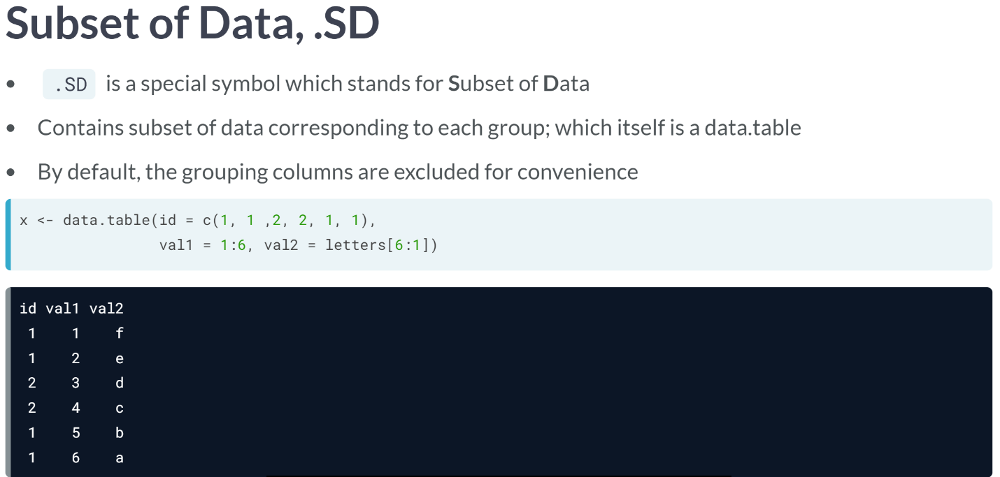 Subset of Data, .SD
• .SD is a special symbol which stands for Subset of Data
• Contains subset of data corresponding to each group; which itself is a data.table
• By default, the grouping columns are excluded for convenience
x <- data.table(id = c(1, 1 ,2, 2, 1, 1),
                val1 = 1:6, val2 = letters[6:1])
id val1 val2
 1    1    f
 1    2    e
 2    3    d
 2    4    c
 1    5    b
 1    6    a